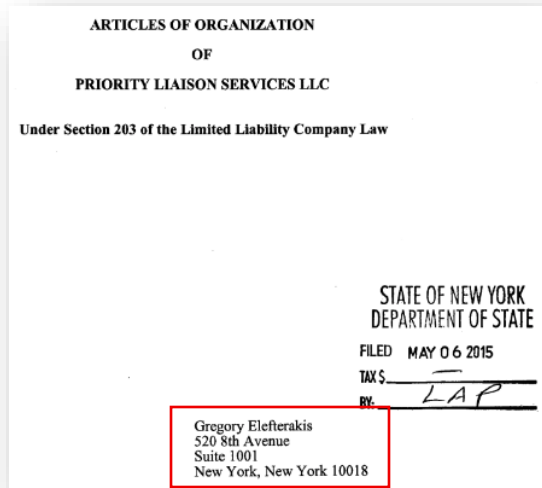 ARTICLES OF ORGANIZATION
OF
PRIORITY LIAISON SERVICES LLC
Under Section 203 of the Limited Liability Company Law
STATE OF NEW YORK
DEPARTMENT OF STATE
FILED MAY 06 2015
TAX $ —
BY: LAP
Gregory Elefterakis
520 8th Avenue
Suite 1001
New York, New York 10018